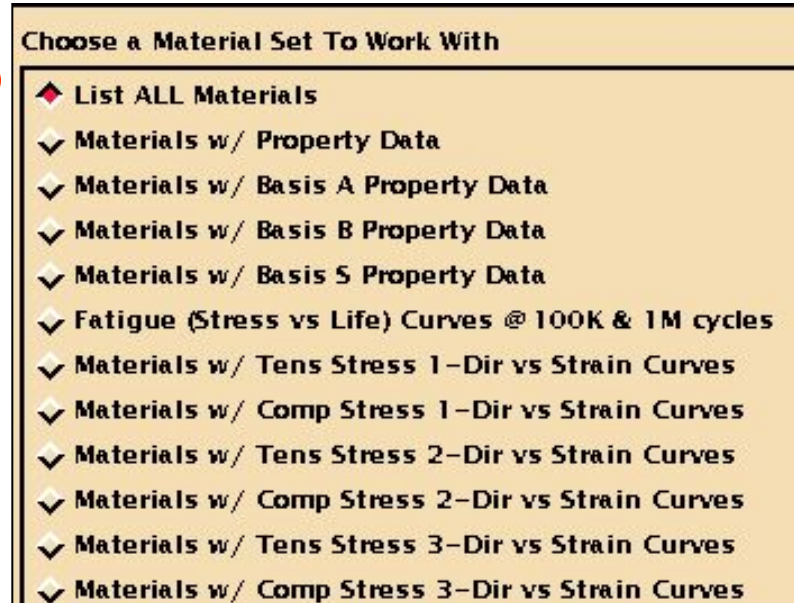 Choose a Material Set To Work With
List ALL Materials
Materials w/ Property Data
Materials w/ Basis A Property Data
Materials w/ Basis B Property Data
Materials w/ Basis S Property Data
Fatigue (Stress vs Life) Curves @ 100K & 1M cycles
Materials w/ Tens Stress 1-Dir vs Strain Curves
Materials w/ Comp Stress 1-Dir vs Strain Curves
Materials w/ Tens Stress 2-Dir vs Strain Curves
Materials w/ Comp Stress 2-Dir vs Strain Curves
Materials w/ Tens Stress 3-Dir vs Strain Curves
Materials w/ Comp Stress 3-Dir vs Strain Curves